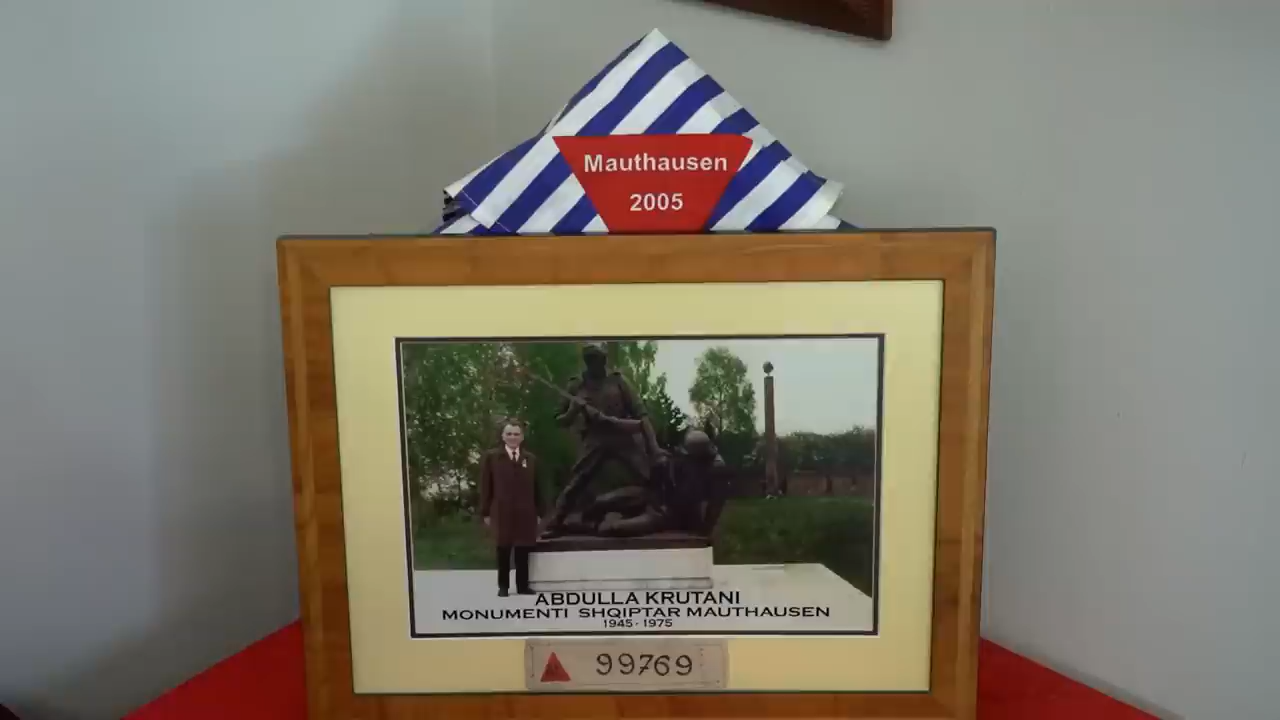 Mauthausen
2005
ABDULLA KRUTANI
MONUMENTI SHQIPTAR MAUTHAUSEN
1945 - 1975
99769